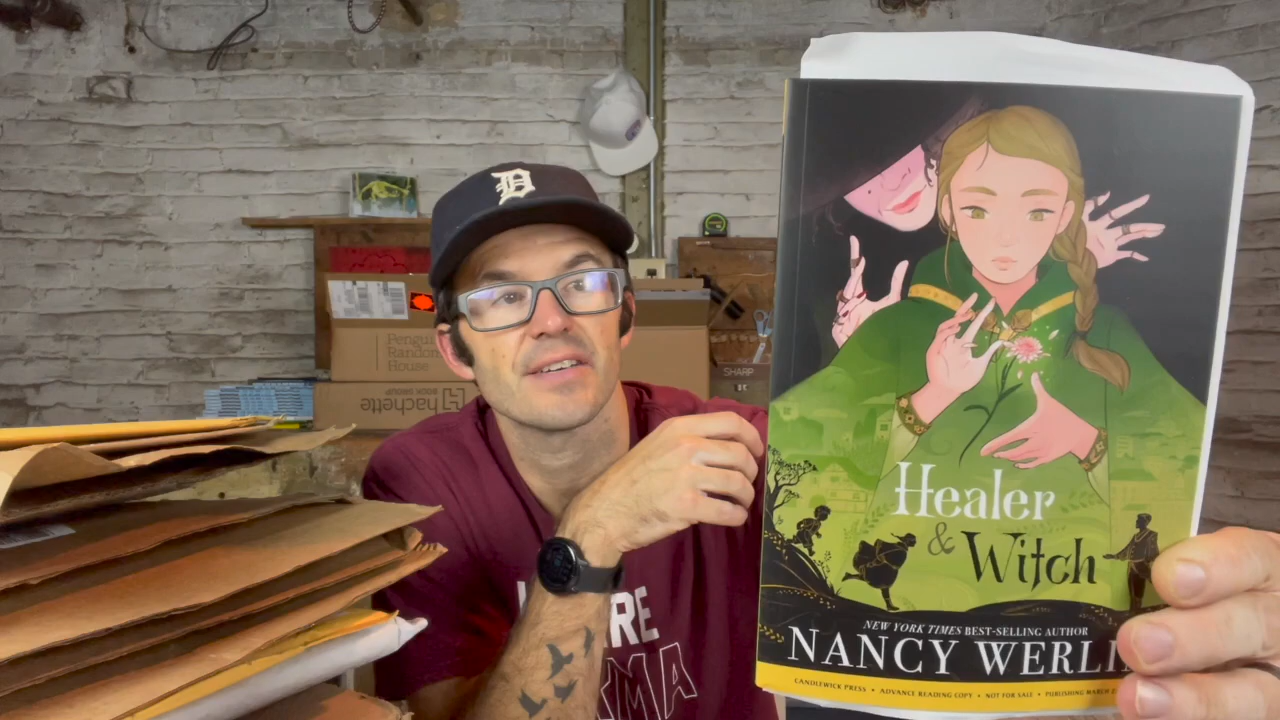 D
Penguin
Random
House
hachette
BOOK GROUP
SHARP
Healer
& Witch
NEW YORK TIMES BEST-SELLING AUTHOR
NANCY WERLI
CANDLEWICK PRESS • ADVANCE READING COPY • NOT FOR SALE • PUBLISHING MARCH